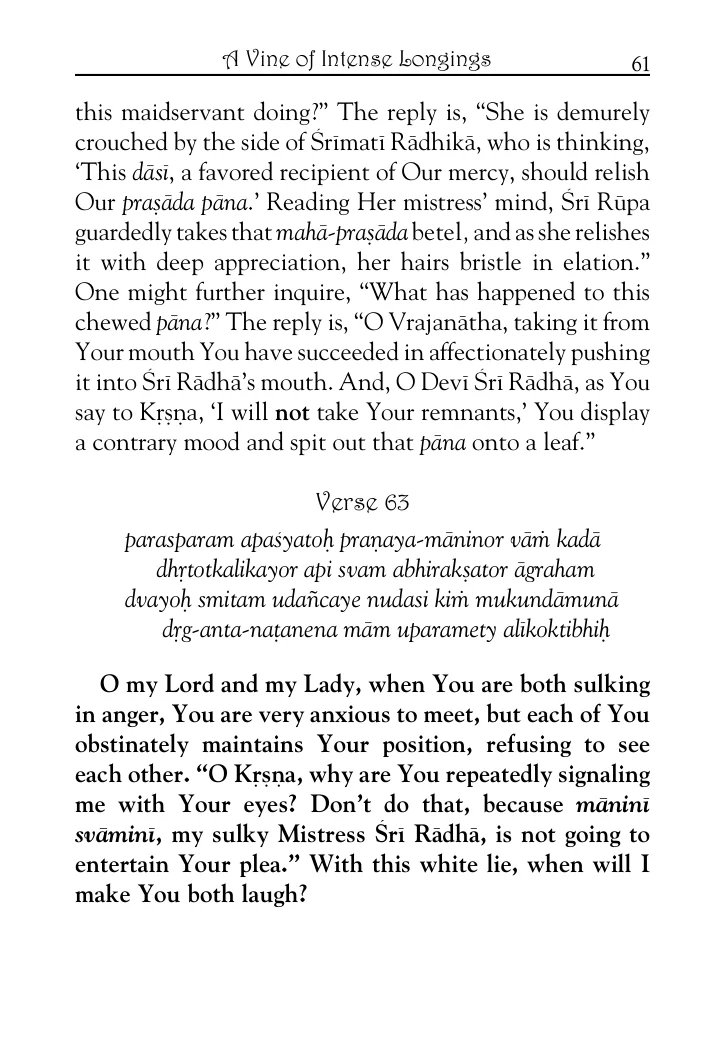 A Vine of Intense Longings 61
this maidservant doing?” The reply is, “She is demurely
crouched by the side of Śrīmatī Rādhikā, who is thinking,
‘This dāsī, a favored recipient of Our mercy, should relish
Our praṣāda pāna.’ Reading Her mistress’ mind, Śrī Rūpa
guardedly takes that mahā-praṣāda betel, and as she relishes
it with deep appreciation, her hairs bristle in elation.”
One might further inquire, “What has happened to this
chewed pāna?” The reply is, “O Vrajanātha, taking it from
Your mouth You have succeeded in affectionately pushing
it into Śrī Rādhā’s mouth. And, O Devī Śrī Rādhā, as You
say to Kṛṣṇa, ‘I will not take Your remnants,’ You display
a contrary mood and spit out that pāna onto a leaf.”
Verse 63
parasparam apaśyatoḥ praṇaya-māninor vāṁ kadā
dhṛtotkalikayor api svam abhirakṣator āgraham
dvayoḥ smitam udañcaye nudasi kiṁ mukundāmunā
dṛg-anta-naṭanena mām uparamety alīkoktibhiḥ
O my Lord and my Lady, when You are both sulking
in anger, You are very anxious to meet, but each of You
obstinately maintains Your position, refusing to see
each other. “O Kṛṣṇa, why are You repeatedly signaling
me with Your eyes? Don’t do that, because māninī
svāminī, my sulky Mistress Śrī Rādhā, is not going to
entertain Your plea.” With this white lie, when will I
make You both laugh?